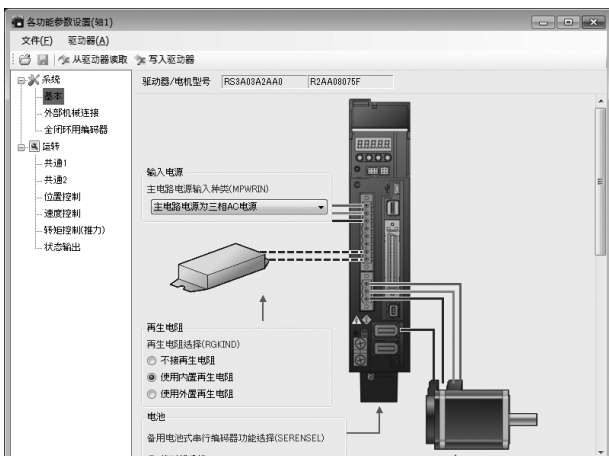 各功能参数设置(轴1)
文件(E) 驱动器(A)
从驱动器读取 写入驱动器
系统
基本
外部机械连接
全闭环用编码器
运转
共通1
共通2
位置控制
速度控制
转矩控制(推力)
状态输出
驱动器/电机型号 RS3A03A2AA0 R2AA08075F
输入电源
主电路电源输入种类(MPWRIN)
主电路电源为三相AC电源
再生电阻
再生电阻选择(RGKIND)
不接再生电阻
使用内置再生电阻
使用外置再生电阻
电池
备用电池式串行编码器功能选择(SERENSEL)